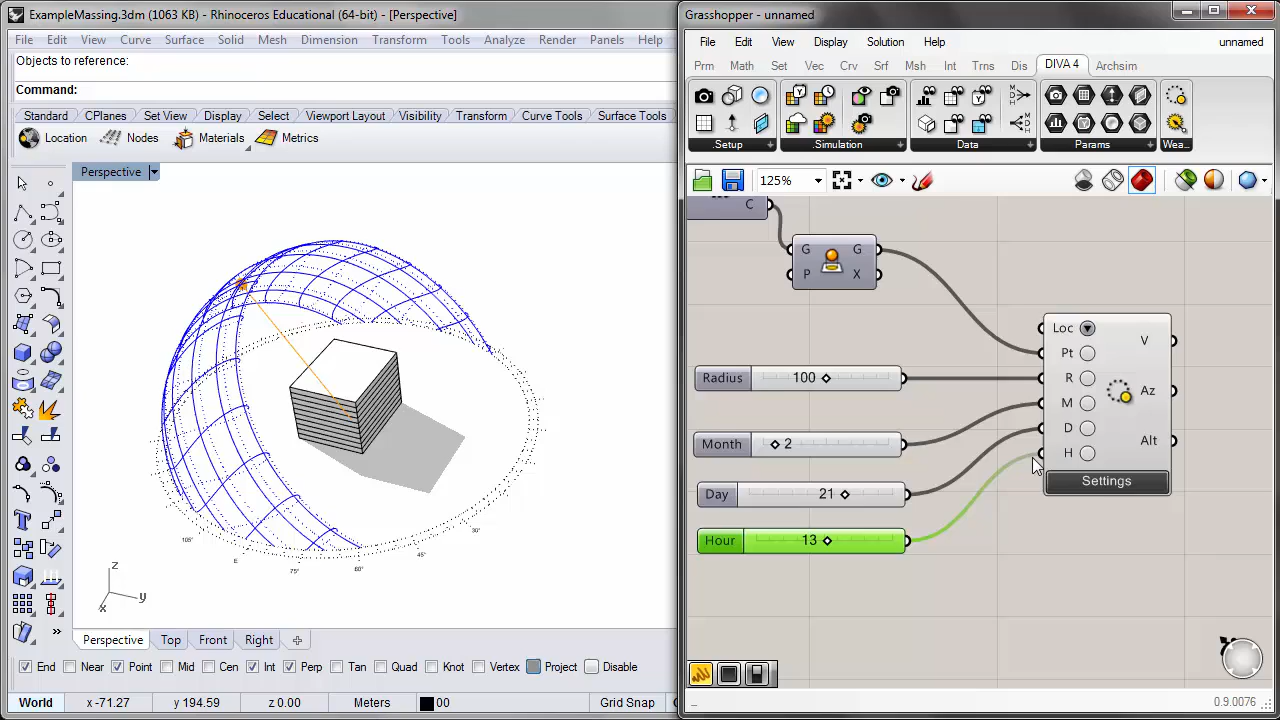 ExampleMassing.3dm (1063 KB) - Rhinoceros Educational (64-bit) - [Perspective]
File Edit View Curve Surface Solid Mesh Dimension Transform Tools Analyze Render Panels Help
Objects to reference:
Command:
Standard CPlanes Set View Display Select Viewport Layout Visibility Transform Curve Tools Surface Tools
Location Nodes Materials Metrics
Perspective
105°
E
75°
60°
45°
30°
z
y
x
Perspective Top Front Right
End Near Point Mid Cen Int Perp Tan Quad Knot Vertex Project Disable
World x -71.27 y 194.59 z 0.00 Meters 00 Grid Snap
Grasshopper - unnamed
File Edit View Display Solution Help unnamed
Prm Math Set Vec Crv Srf Msh Int Trns Dis DIVA 4 Archsim
.Setup .Simulation Data Params Wea...
125%
C
G G
P X
Loc
Pt
R
M
D
H
V
Az
Alt
Settings
Radius 100
Month 2
Day 21
Hour 13
0.9.0076